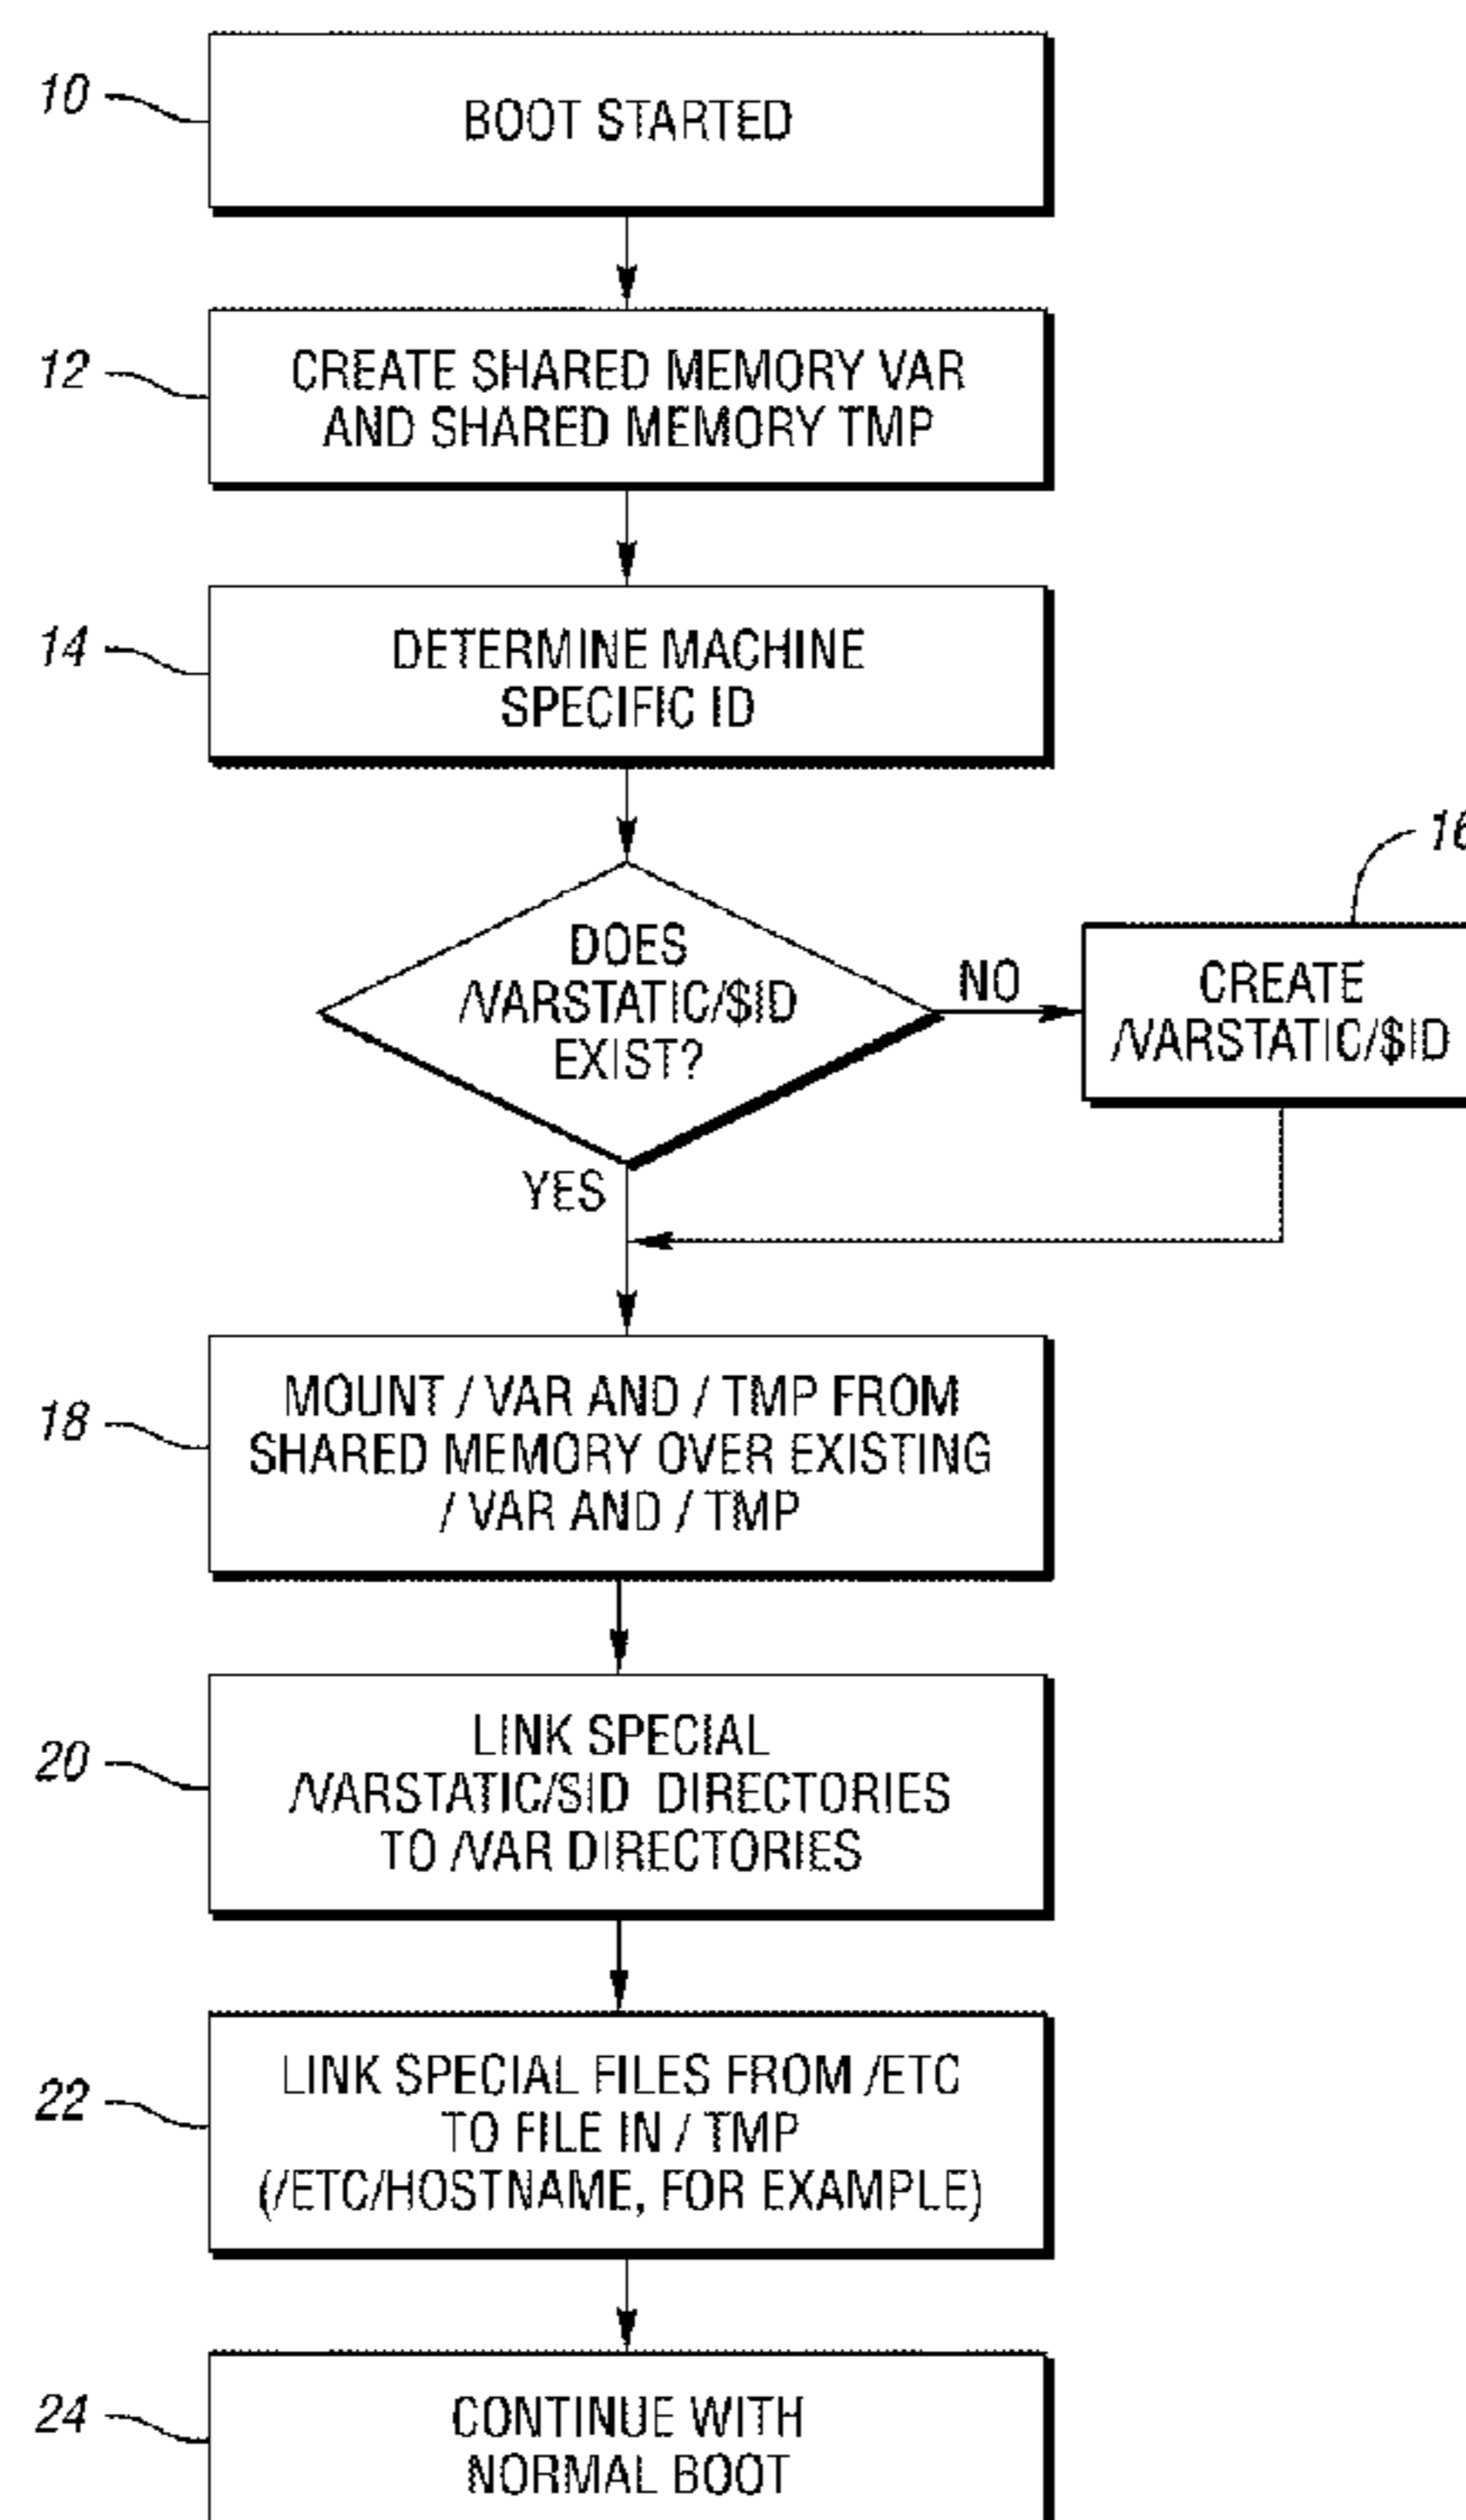 10
BOOT STARTED
12
CREATE SHARED MEMORY VAR
AND SHARED MEMORY TMP
14
DETERMINE MACHINE
SPECIFIC ID
DOES
/VARSTATIC/$ID
EXIST?
NO
CREATE
/VARSTATIC/$ID
YES
18
MOUNT / VAR AND / TMP FROM
SHARED MEMORY OVER EXISTING
/ VAR AND / TMP
20
LINK SPECIAL
/VARSTATIC/$ID DIRECTORIES
TO /VAR DIRECTORIES
22
LINK SPECIAL FILES FROM /ETC
TO FILE IN / TMP
(/ETC/HOSTNAME, FOR EXAMPLE)
24
CONTINUE WITH
NORMAL BOOT